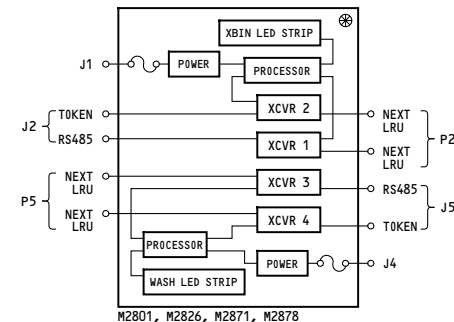 XBIN LED STRIP
J1
POWER
PROCESSOR
J2
TOKEN
XCVR 2
NEXT
LRU
P2
RS485
XCVR 1
NEXT
LRU
P5
NEXT
LRU
XCVR 3
RS485
J5
NEXT
LRU
XCVR 4
TOKEN
PROCESSOR
POWER
J4
WASH LED STRIP
M2801, M2826, M2871, M2878